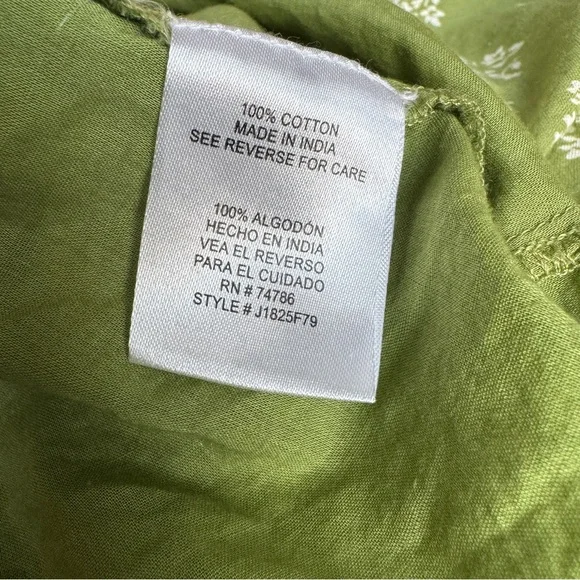 100% COTTON
MADE IN INDIA
SEE REVERSE FOR CARE
100% ALGODÓN
HECHO EN INDIA
VEA EL REVERSO
PARA EL CUIDADO
RN # 74786
STYLE # J1825F79